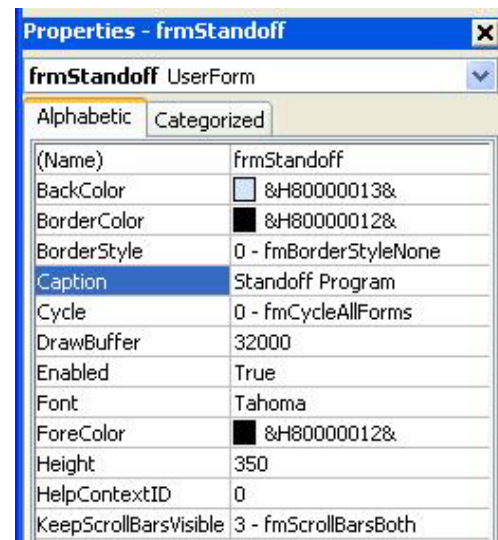 Properties - frmStandoff
frmStandoff UserForm
Alphabetic Categorized
(Name) frmStandoff
BackColor &H80000013&
BorderColor &H80000012&
BorderStyle 0 - fmBorderStyleNone
Caption Standoff Program
Cycle 0 - fmCycleAllForms
DrawBuffer 32000
Enabled True
Font Tahoma
ForeColor &H80000012&
Height 350
HelpContextID 0
KeepScrollBarsVisible 3 - fmScrollBarsBoth